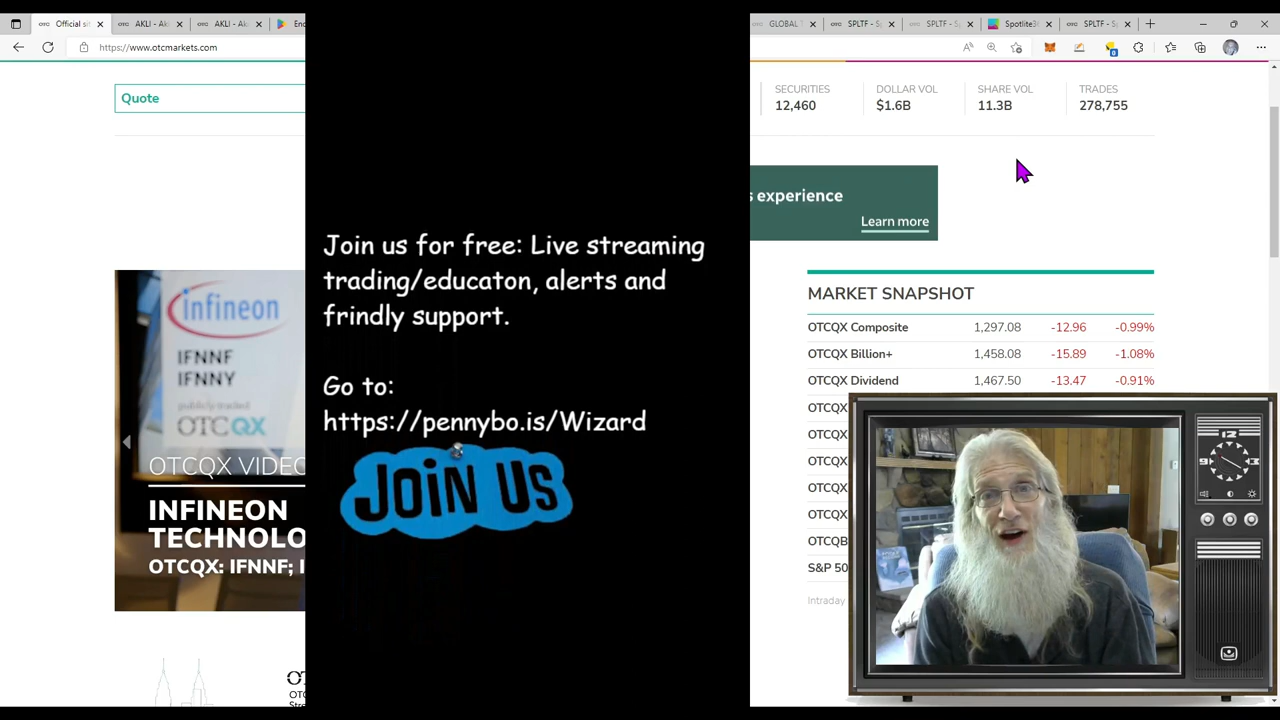 Official si
AKLI - Ak
AKLI - Ak
GLOBAL
SPLTF - S
SPLTF - S
Spotlite3
SPLTF - S
https://www.otcmarkets.com
Quote
SECURITIES
12,460
DOLLAR VOL
$1.6B
SHARE VOL
11.3B
TRADES
278,755
experience
Learn more
Join us for free: Live streaming
trading/educaton, alerts and
frindly support.
Go to:
https://pennybo.is/Wizard
JOIN US
infineon
IFNNF
IFNNY
publicly traded
OTCQX
OTCQX VIDEO
INFINEON
TECHNOLO
OTCQX: IFNNF; I
MARKET SNAPSHOT
OTCQX Composite 1,297.08 -12.96 -0.99%
OTCQX Billion+ 1,458.08 -15.89 -1.08%
OTCQX Dividend 1,467.50 -13.47 -0.91%
OTCQX
OTCQX
OTCQX
OTCQX
OTCQX
OTCQB
S&P 50
Intraday
12
9 3